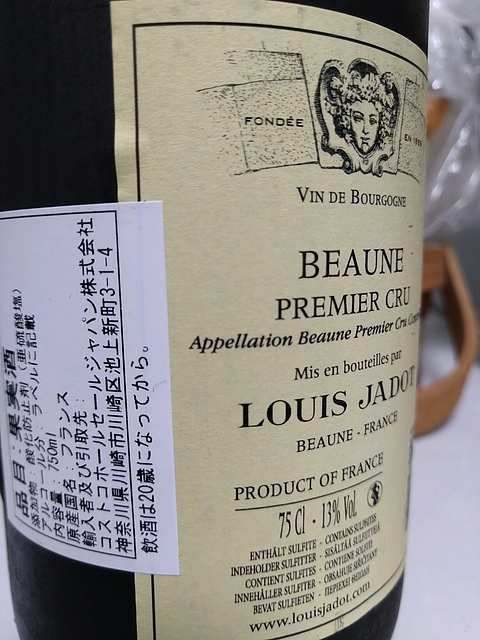 FONDÉE
EN 1859
VIN DE BOURGOGNE
BEAUNE
PREMIER CRU
Appellation Beaune Premier Cru
Mis en bouteilles par
LOUIS JADOT
BEAUNE - FRANCE
PRODUCT OF FRANCE
75 Cl - 13% Vol.
ENTHÄLT SULFITE - CONTAINS SULPHITES
INDEHOLDER SULFITTER - SISÄLTÄÄ SULFIITTEJÄ
CONTIENT SULFITES - CONTIENE SOLFITI
INNEHÅLLER SULFITER - OBSAHUJE SIŘIČITANY
BEVAT SULFIETEN - ΠΕΡΙΕΧΕΙ ΘΕΙΩΔΗ
www.louisjadot.com
品目：果実酒
添加物：酸化防止剤（亜硫酸塩）
アルコール分：ラベルに記載
内容量：750ml
原産国名：フランス
輸入者及び引取先：
コストコホールセールジャパン株式会社
神奈川県川崎市川崎区池上新町3-1-4
飲酒は20歳になってから。